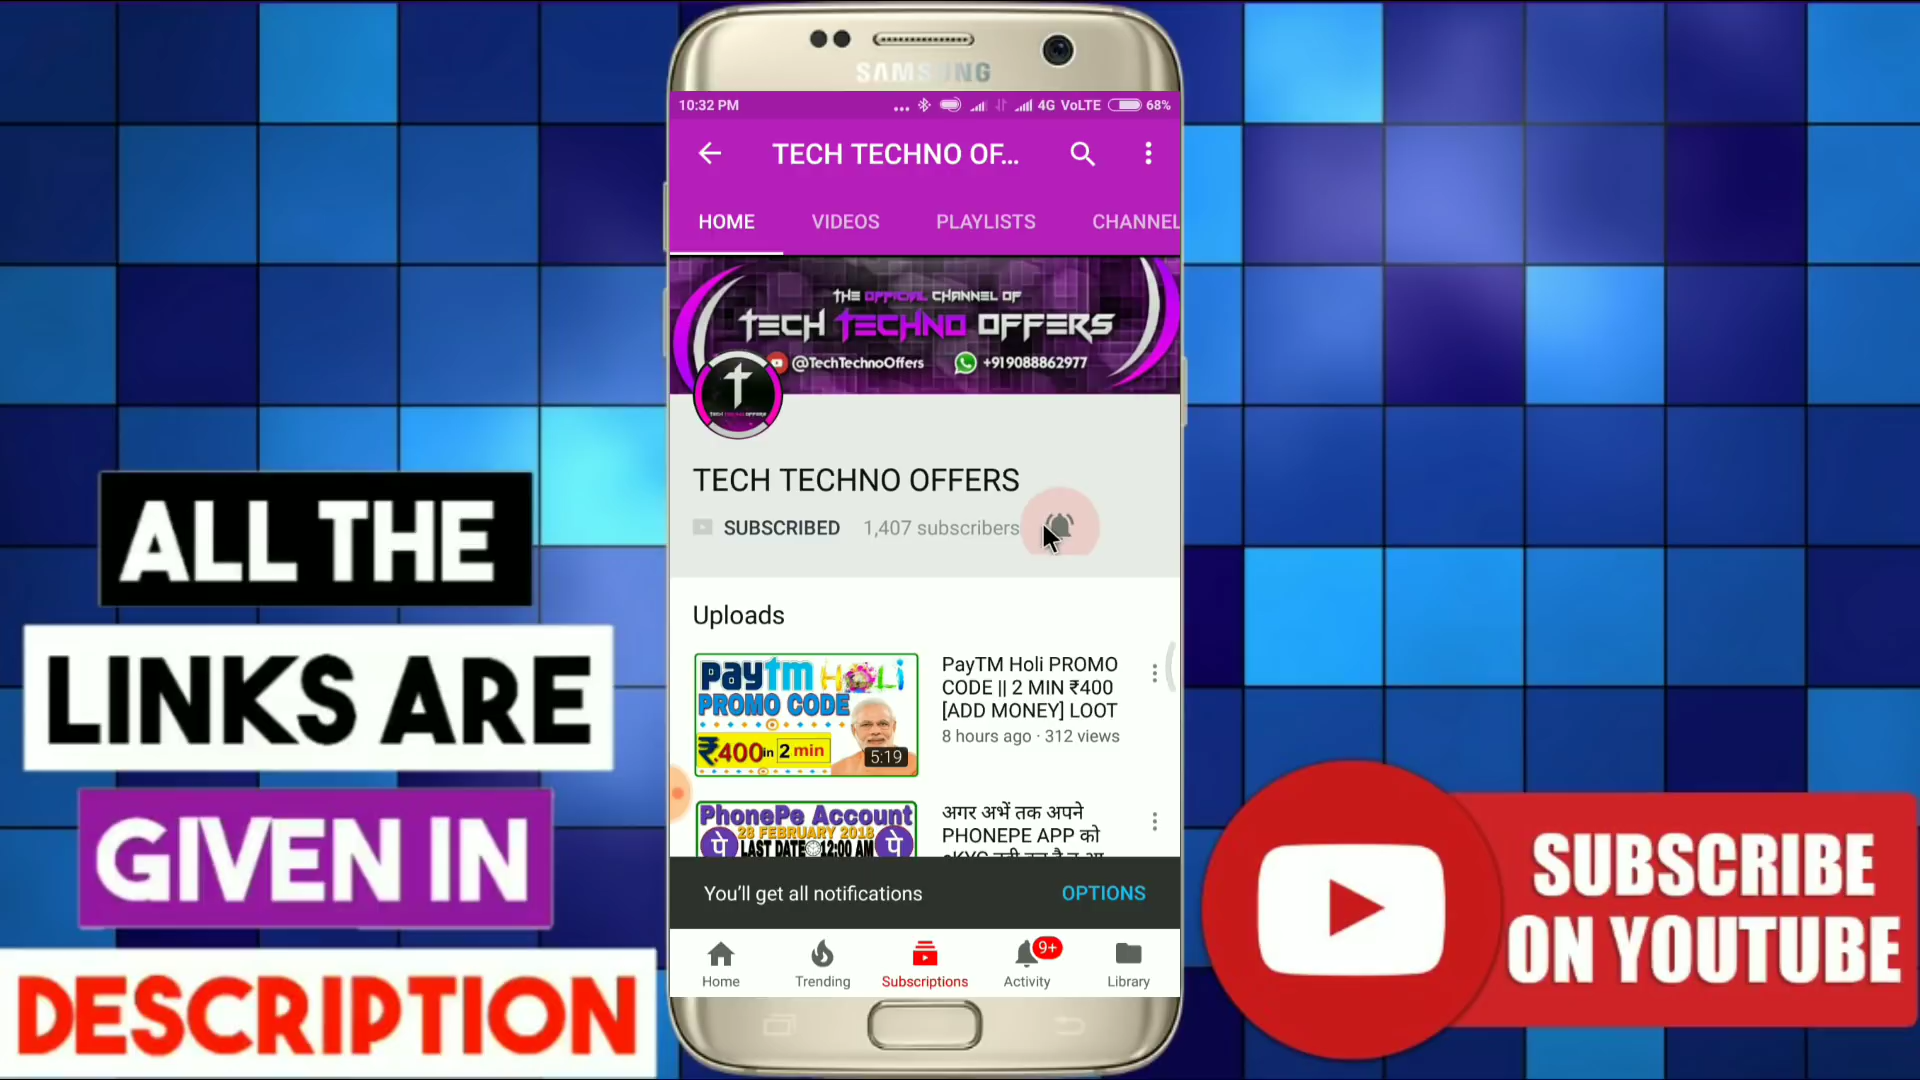 SAMSUNG
10:32 PM
4G VoLTE 68%
TECH TECHNO OF...
HOME VIDEOS PLAYLISTS CHANNEL
THE OFFICIAL CHANNEL OF
TECH TECHNO OFFERS
@TechTechnoOffers +919088862977
TECH TECHNO OFFERS
SUBSCRIBED 1,407 subscribers
Uploads
paytm HOLI
PROMO CODE
₹400 in 2 min
5:19
PayTM Holi PROMO
CODE || 2 MIN ₹400
[ADD MONEY] LOOT
8 hours ago · 312 views
PhonePe Account
28 FEBRUARY 2018
पे LAST DATE 12:00 AM पे
अगर अभें तक अपने
PHONEPE APP को
You'll get all notifications OPTIONS
Home Trending Subscriptions Activity Library
9+
ALL THE
LINKS ARE
GIVEN IN
DESCRIPTION
SUBSCRIBE
ON YOUTUBE